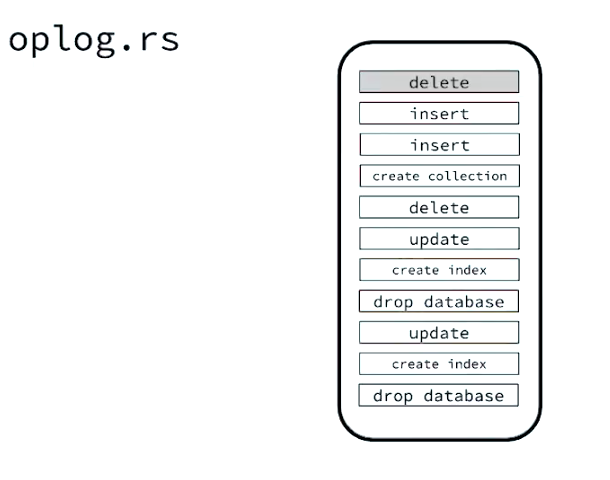 oplog.rs
delete
insert
insert
create collection
delete
update
create index
drop database
update
create index
drop database